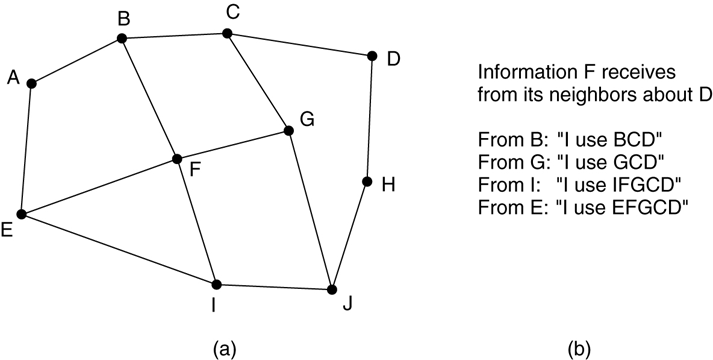 C
B
D
A
Information F receives
from its neighbors about D
G
From B: "I use BCD"
From G: "I use GCD"
F
H
From I: "I use IFGCD"
From E: "I use EFGCD"
E
I
J
(a)
(b)